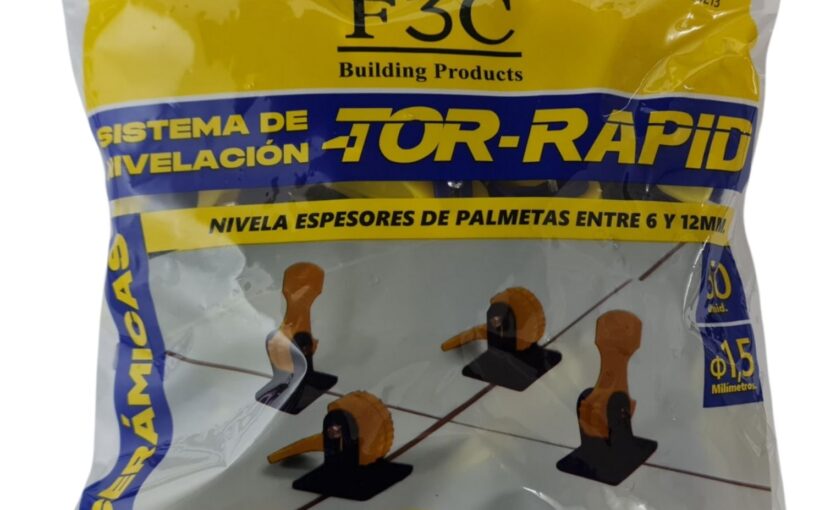 F3C
Building Products
SISTEMA DE
NIVELACIÓN
TOR-RAPID
NIVELA ESPESORES DE PALMETAS ENTRE 6 Y 12MM.
CERÁMICAS
50
Unid.
Φ1,5
Milímetros.